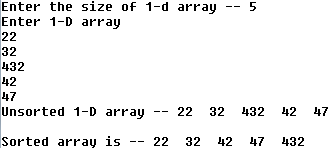 Enter the size of 1-d array -- 5
Enter 1-D array
22
32
432
42
47
Unsorted 1-D array -- 22  32  432  42  47
Sorted array is -- 22  32  42  47  432